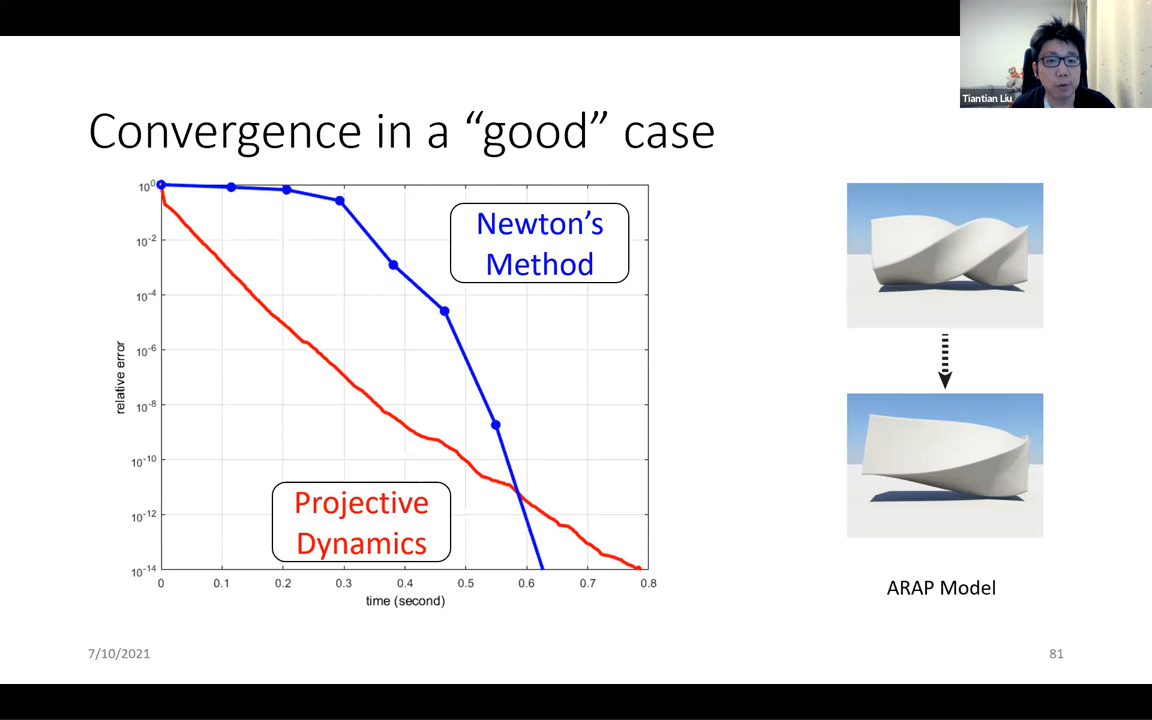 Tiantian Liu
Convergence in a “good” case
10^0
10^-2
10^-4
10^-6
10^-8
10^-10
10^-12
10^-14
relative error
0 0.1 0.2 0.3 0.4 0.5 0.6 0.7 0.8
time (second)
Newton’s
Method
Projective
Dynamics
ARAP Model
7/10/2021
81